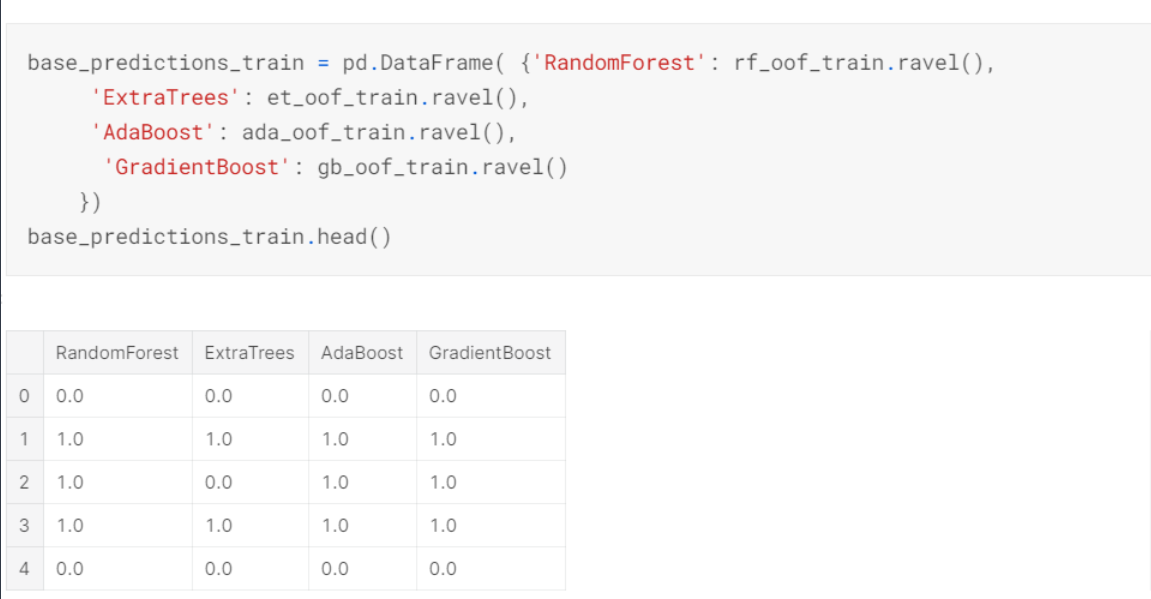 base_predictions_train = pd.DataFrame( {'RandomForest': rf_oof_train.ravel(),
     'ExtraTrees': et_oof_train.ravel(),
     'AdaBoost': ada_oof_train.ravel(),
      'GradientBoost': gb_oof_train.ravel()
    })
base_predictions_train.head()
RandomForest ExtraTrees AdaBoost GradientBoost
0 0.0 0.0 0.0 0.0
1 1.0 1.0 1.0 1.0
2 1.0 0.0 1.0 1.0
3 1.0 1.0 1.0 1.0
4 0.0 0.0 0.0 0.0